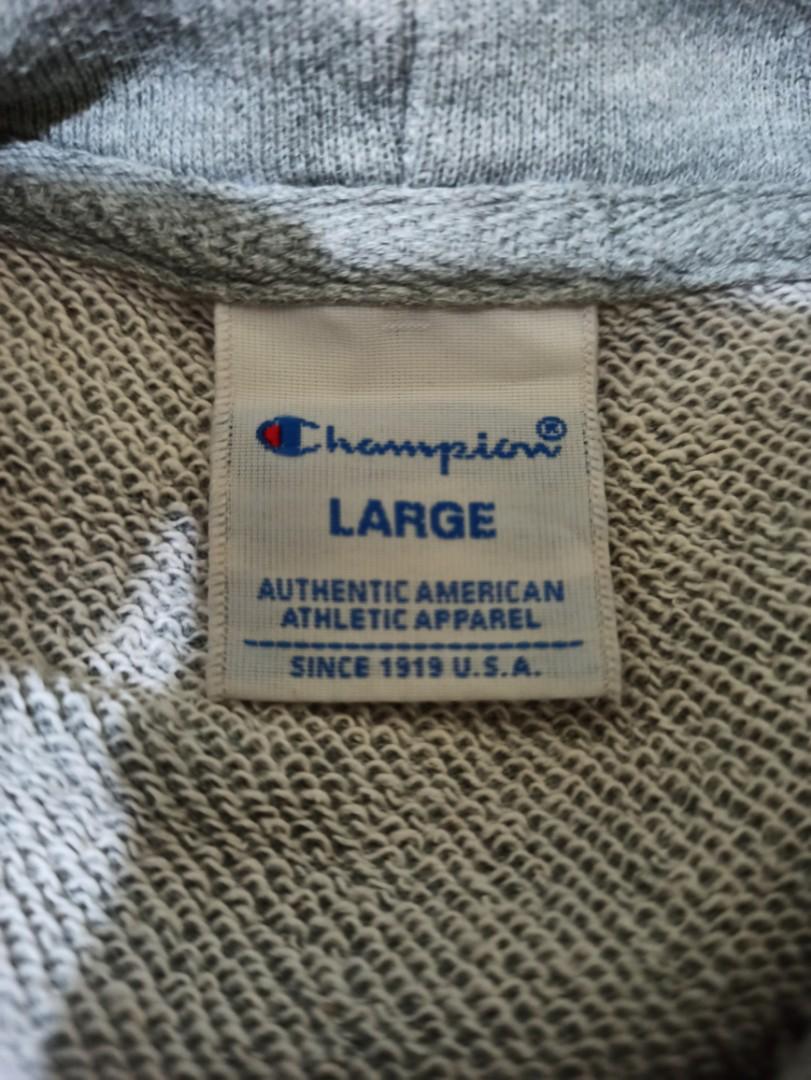 Champion®
LARGE
AUTHENTIC AMERICAN
ATHLETIC APPAREL
SINCE 1919 U.S.A.